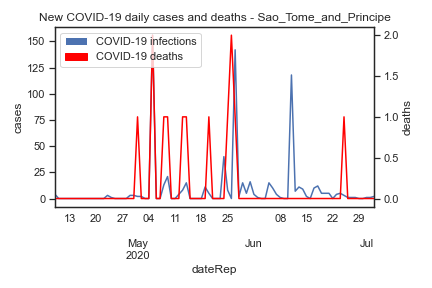 New COVID-19 daily cases and deaths - Sao_Tome_and_Principe
COVID-19 infections
COVID-19 deaths
150
125
100
75
50
25
0
cases
2.0
1.5
1.0
0.5
0.0
deaths
13 20 27 04 11 18 25 08 15 22 29
May Jun Jul
2020
dateRep